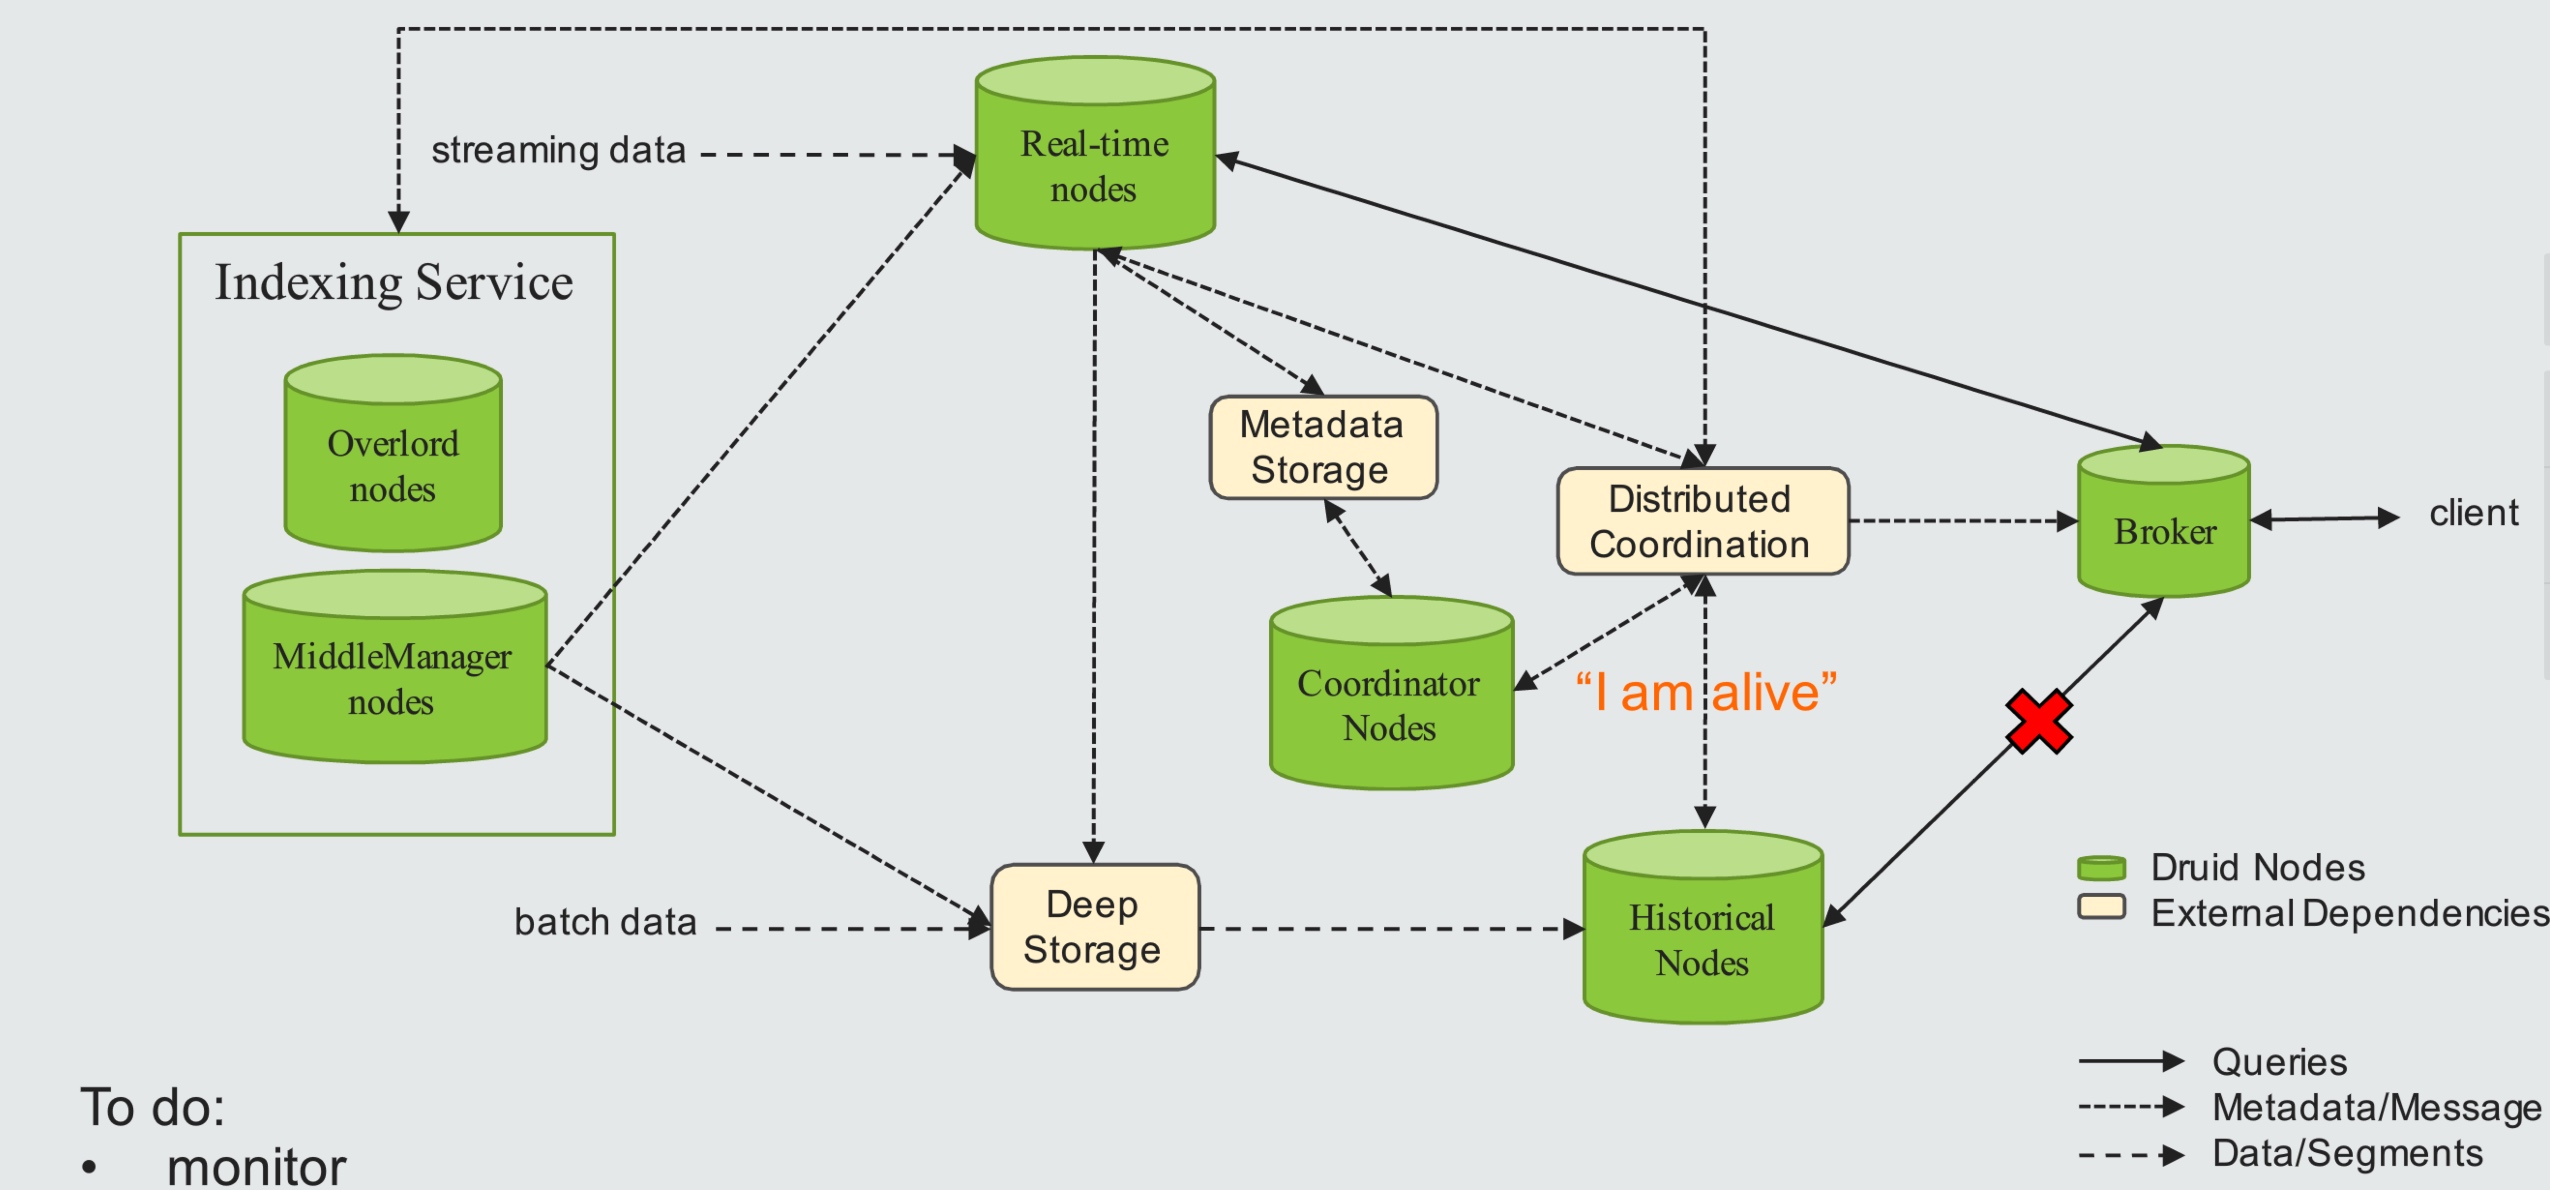 streaming data
Real-time
nodes
Indexing Service
Overlord
nodes
MiddleManager
nodes
Metadata
Storage
Distributed
Coordination
Broker
client
Coordinator
Nodes
“I am alive”
batch data
Deep
Storage
Historical
Nodes
Druid Nodes
External Dependencies
Queries
Metadata/Message
Data/Segments
To do:
• monitor